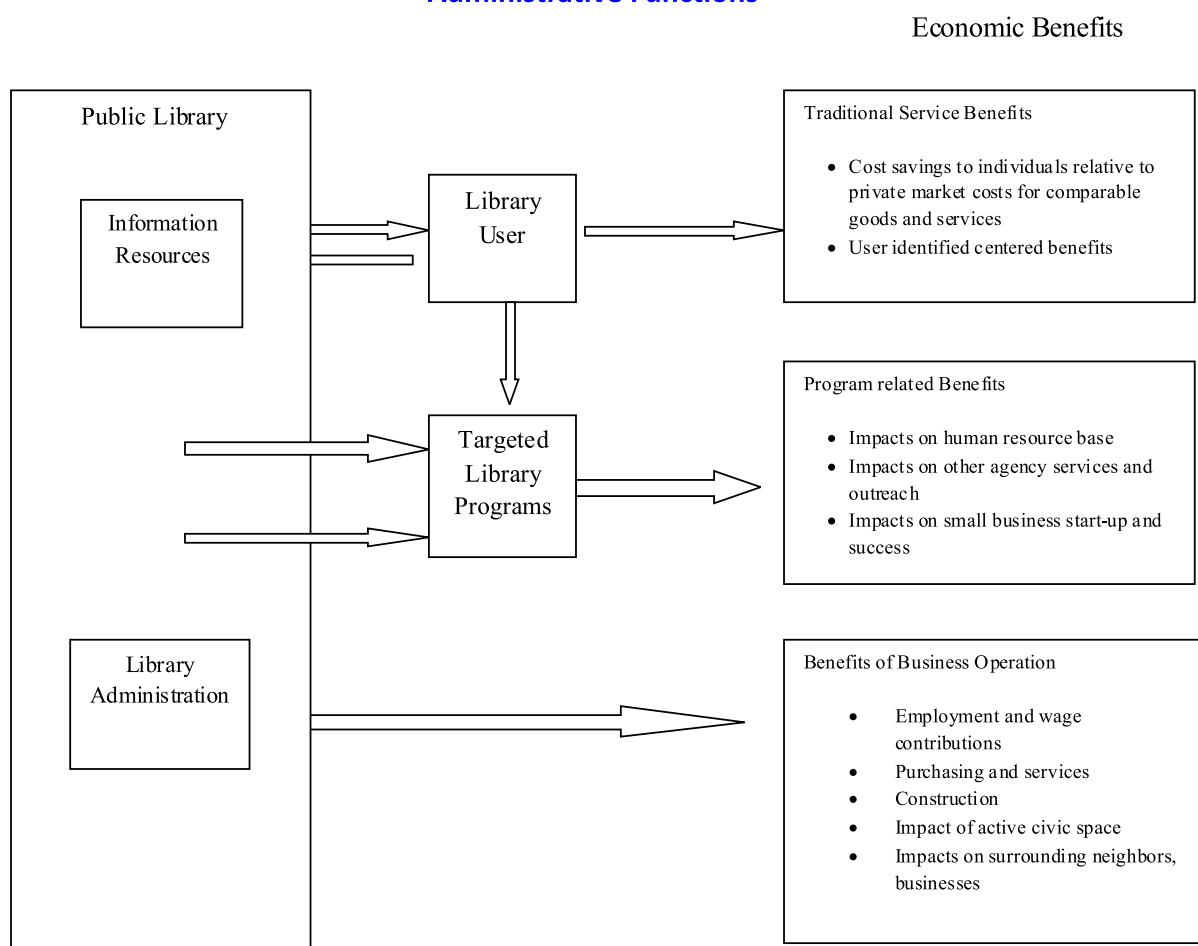 Administrative Functions
Economic Benefits
Public Library
Information
Resources
Library
User
Traditional Service Benefits
• Cost savings to individuals relative to
private market costs for comparable
goods and services
• User identified centered benefits
Targeted
Library
Programs
Program related Benefits
• Impacts on human resource base
• Impacts on other agency services and
outreach
• Impacts on small business start-up and
success
Library
Administration
Benefits of Business Operation
• Employment and wage
contributions
• Purchasing and services
• Construction
• Impact of active civic space
• Impacts on surrounding neighbors,
businesses